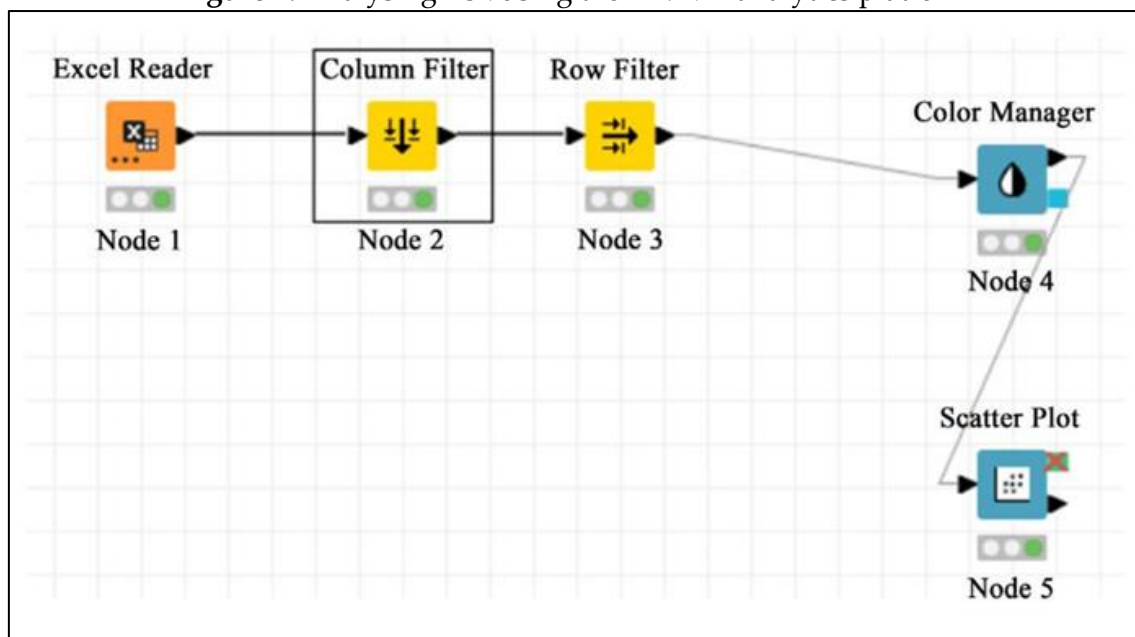 Excel Reader
Column Filter
Row Filter
Color Manager
X
Node 1
Node 2
Node 3
Node 4
Scatter Plot
Node 5